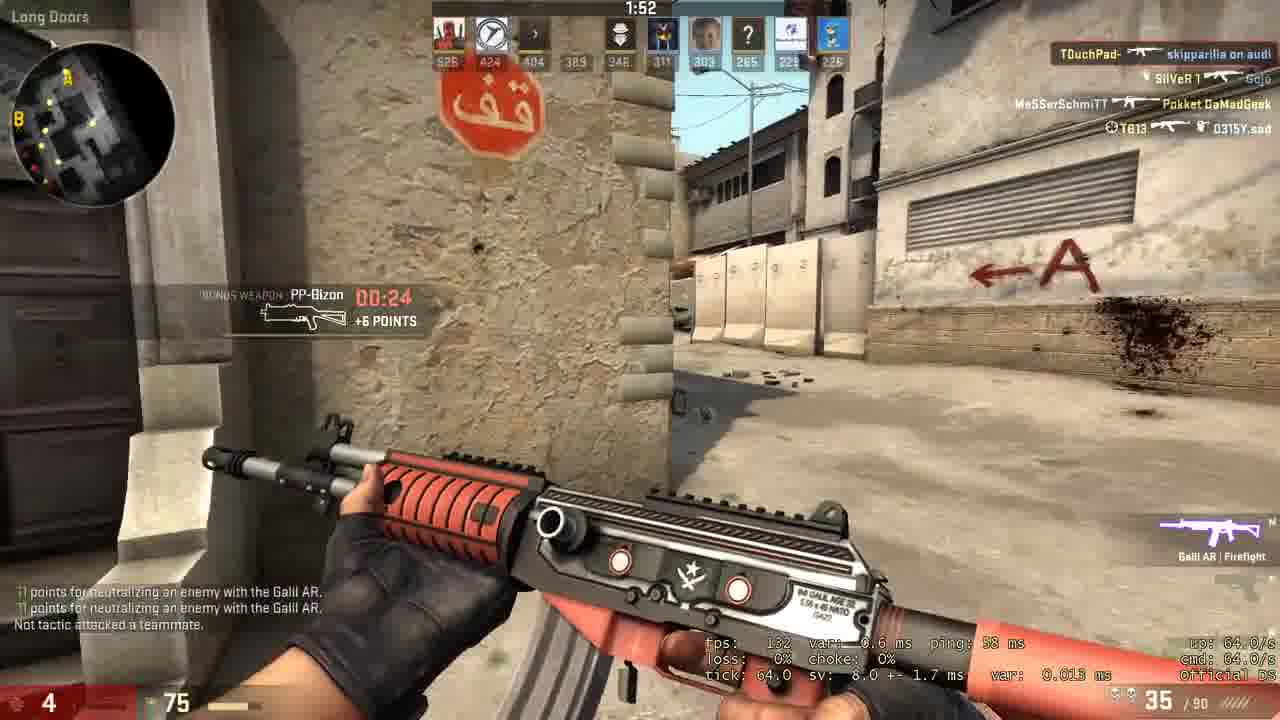 Long Doors
1:52
A
B
526 424 404 389 346 311 303 265 229 226
?
TOuchPad- skipparilla on audi
SilVeR 1 Gojo
MeSSerSchmiTT Pokket DaMadGeek
T613 0315Y.sad
قف
A
BONUS WEAPON: PP-Bizon 00:24
+6 POINTS
Galil AR | Firefight
11 points for neutralizing an enemy with the Galil AR.
11 points for neutralizing an enemy with the Galil AR.
Not tactic attacked a teammate.
fps: 132 var: 0.6 ms ping: 58 ms
loss: 0% choke: 0%
tick: 64.0 sv: 8.0 +- 1.7 ms var: 0.013 ms
up: 64.0/s
cmd: 64.0/s
official DS
4 75
35 / 90